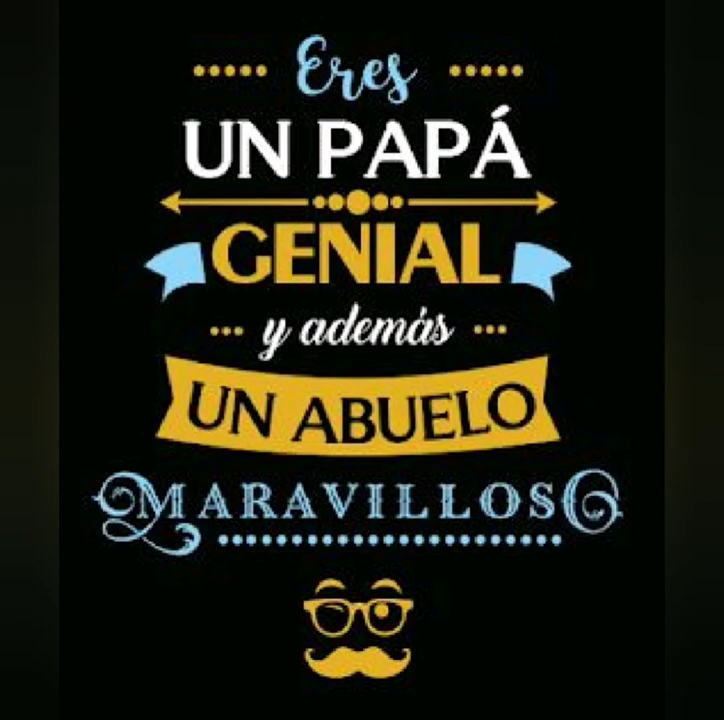 Eres
UN PAPÁ
GENIAL
y además
UN ABUELO
MARAVILLOSO